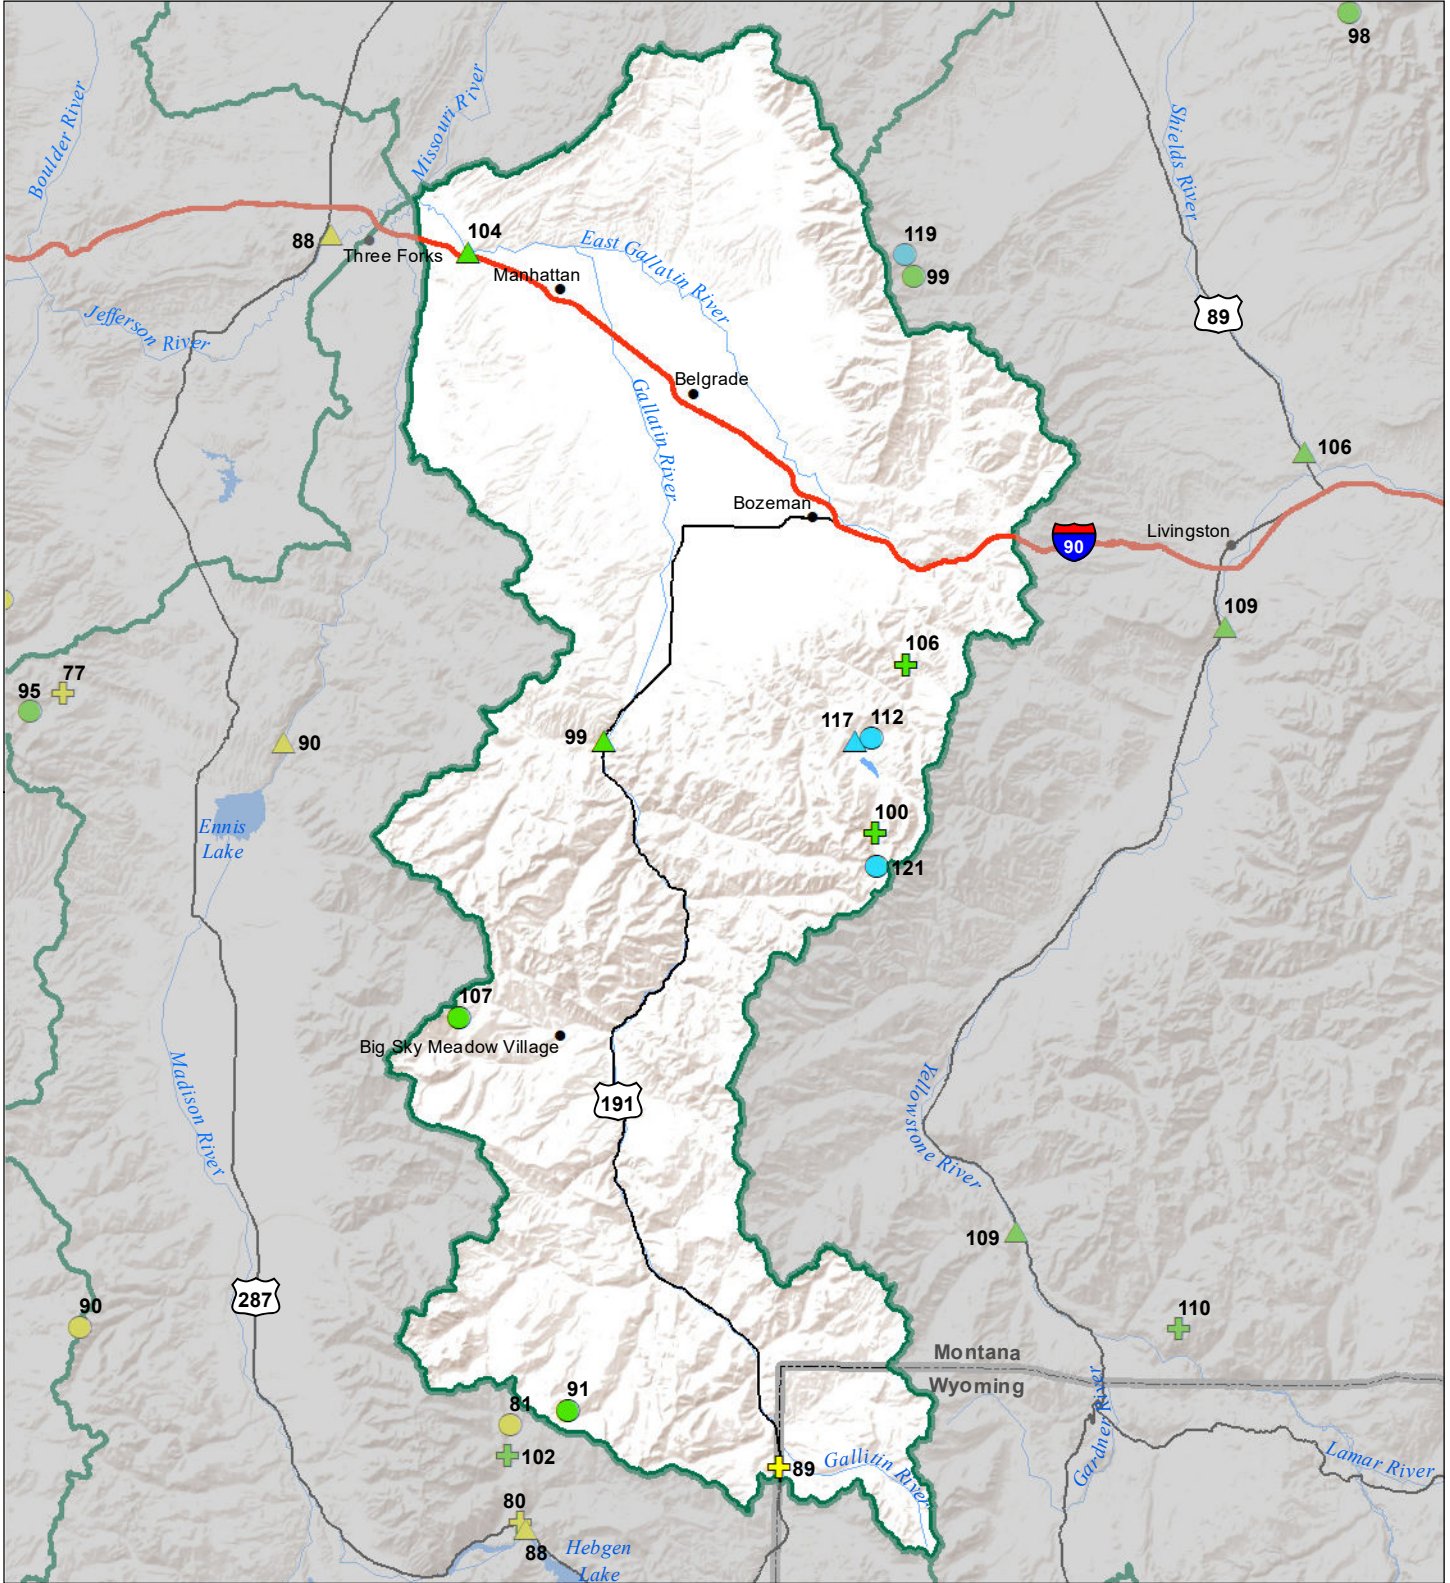 98
Missouri River
Boulder River
Shields River
104
119
88
Three Forks
East Gallatin River
99
Manhattan
89
Jefferson River
Belgrade
Gallatin River
106
Bozeman
Livingston
90
109
106
77
95
117
112
99
90
100
Ennis
Lake
121
107
Big Sky Meadow Village
Madison River
191
Yellowstone River
109
287
90
110
Montana
Wyoming
91
81
Gardner River
102
89
Gallitin River
Lamar River
80
88
Hebgen
Lake